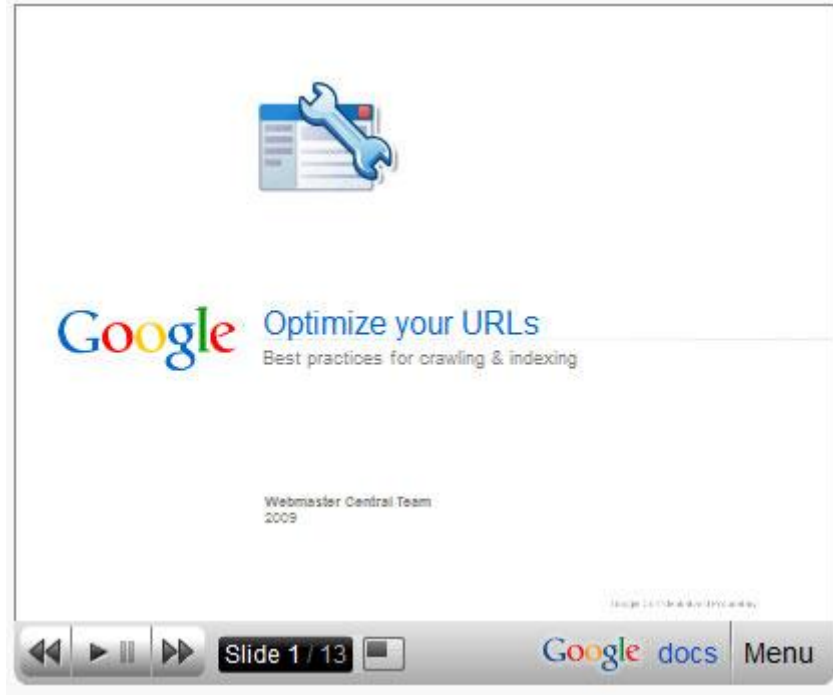 Google
Optimize your URLs
Best practices for crawling & indexing
Webmaster Central Team
2009
Slide 1 / 13
Google docs
Menu